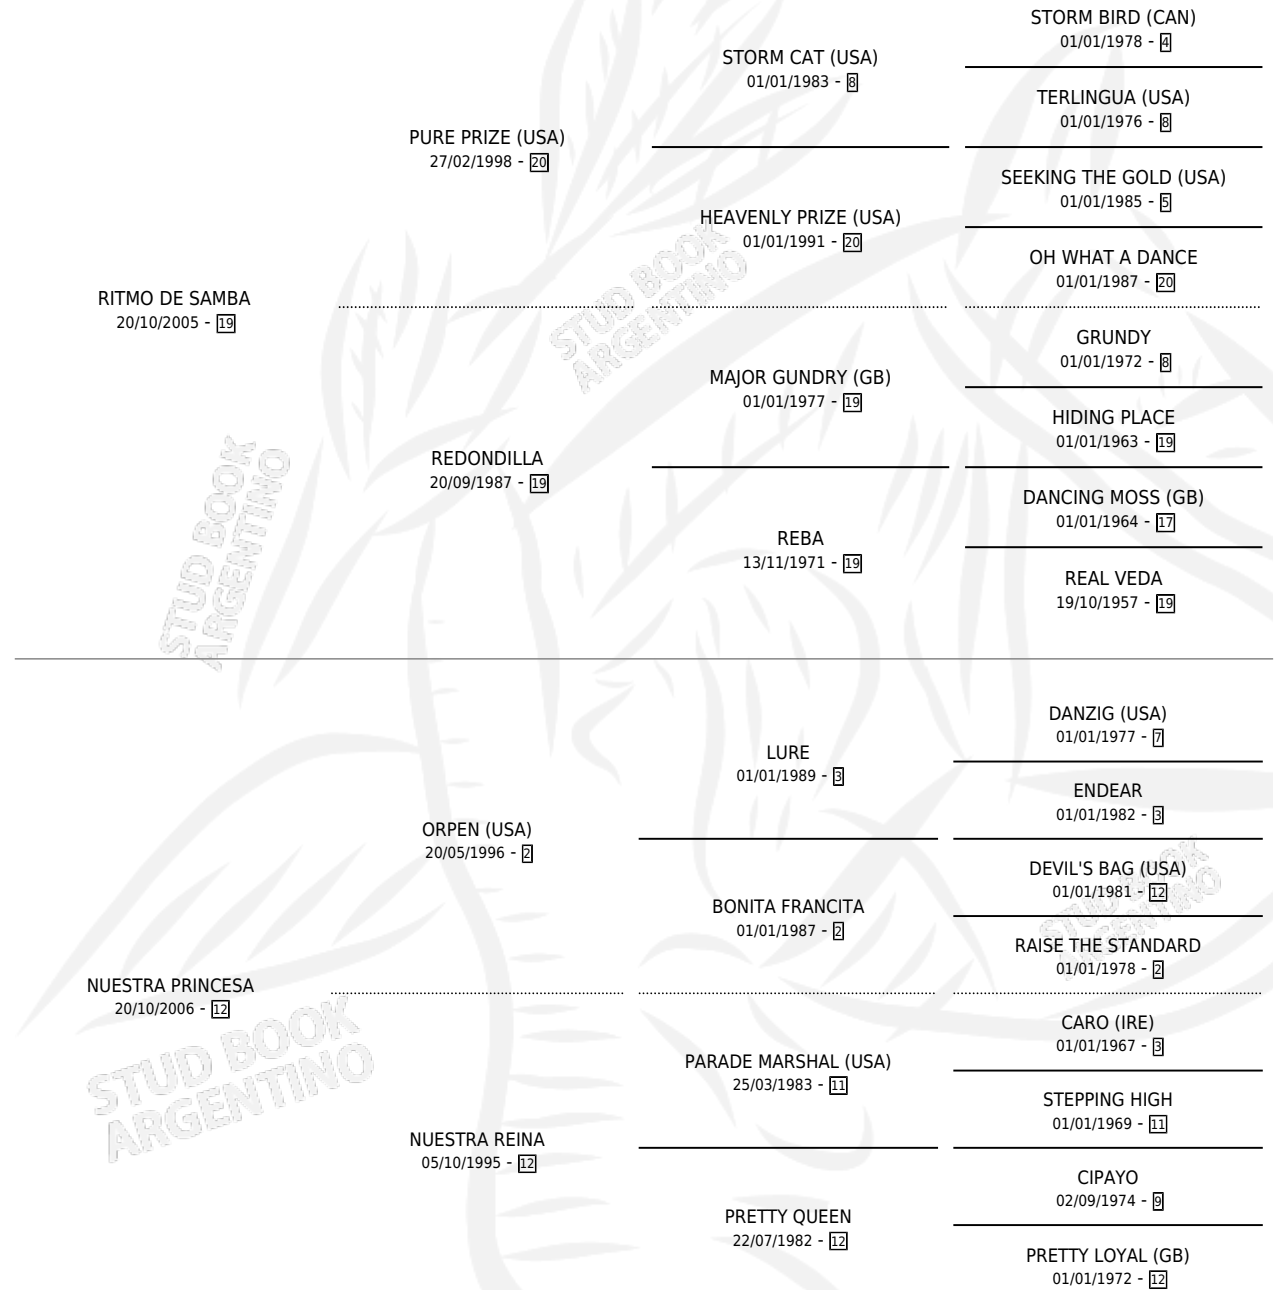 STORM BIRD (CAN)
01/01/1978 - 4
STORM CAT (USA)
01/01/1983 - 8
TERLINGUA (USA)
01/01/1976 - 8
PURE PRIZE (USA)
27/02/1998 - 20
SEEKING THE GOLD (USA)
01/01/1985 - 5
HEAVENLY PRIZE (USA)
01/01/1991 - 20
OH WHAT A DANCE
01/01/1987 - 20
RITMO DE SAMBA
20/10/2005 - 19
GRUNDY
01/01/1972 - 8
MAJOR GUNDRY (GB)
01/01/1977 - 19
HIDING PLACE
01/01/1963 - 19
REDONDILLA
20/09/1987 - 19
DANCING MOSS (GB)
01/01/1964 - 17
REBA
13/11/1971 - 19
REAL VEDA
19/10/1957 - 19
STUD BOOK
ARGENTINO
STUD BOOK
ARGENTINO
DANZIG (USA)
01/01/1977 - 7
LURE
01/01/1989 - 3
ENDEAR
01/01/1982 - 3
ORPEN (USA)
20/05/1996 - 2
DEVIL'S BAG (USA)
01/01/1981 - 12
BONITA FRANCITA
01/01/1987 - 2
RAISE THE STANDARD
01/01/1978 - 2
NUESTRA PRINCESA
20/10/2006 - 12
CARO (IRE)
01/01/1967 - 3
PARADE MARSHAL (USA)
25/03/1983 - 11
STEPPING HIGH
01/01/1969 - 11
NUESTRA REINA
05/10/1995 - 12
CIPAYO
02/09/1974 - 9
PRETTY QUEEN
22/07/1982 - 12
PRETTY LOYAL (GB)
01/01/1972 - 12
STUD BOOK
ARGENTINO
STUD BOOK
ARGENTINO